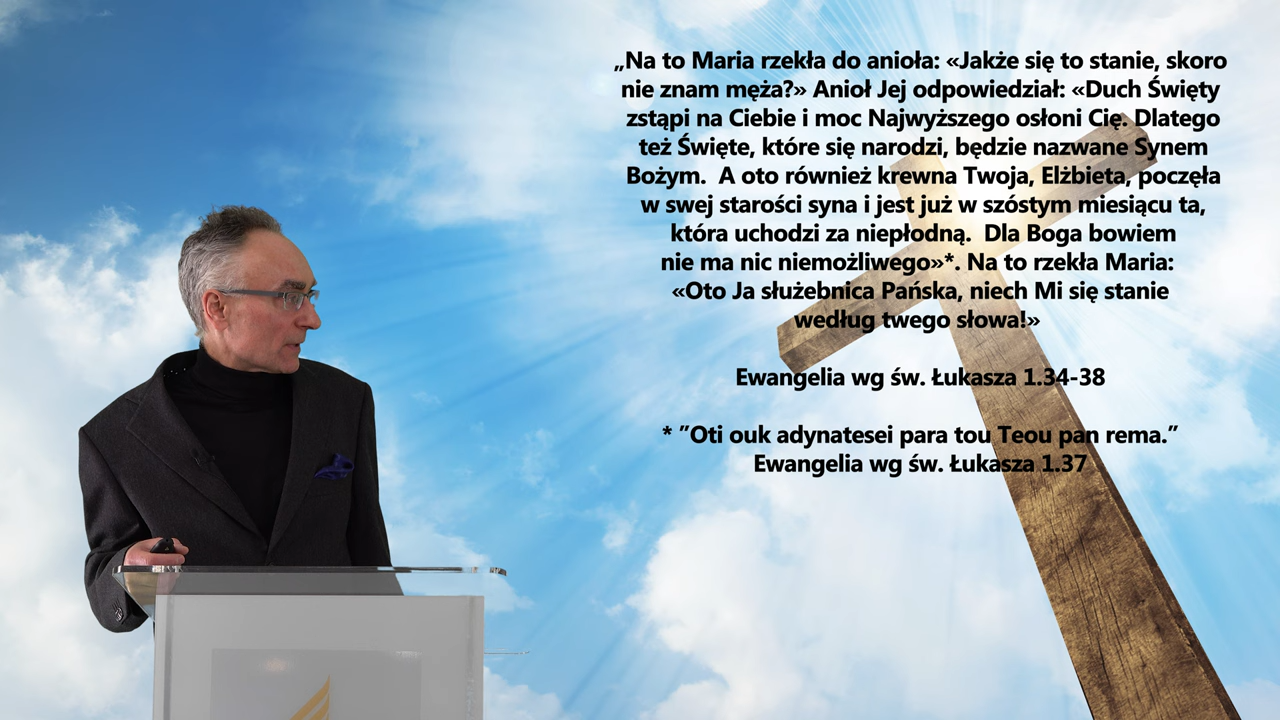 „Na to Maria rzekła do anioła: «Jakże się to stanie, skoro
nie znam męża?» Anioł Jej odpowiedział: «Duch Święty
zstąpi na Ciebie i moc Najwyższego osłoni Cię. Dlatego
też Święte, które się narodzi, będzie nazwane Synem
Bożym.  A oto również krewna Twoja, Elżbieta, poczęła
w swej starości syna i jest już w szóstym miesiącu ta,
która uchodzi za niepłodną.  Dla Boga bowiem
nie ma nic niemożliwego»*. Na to rzekła Maria:
«Oto Ja służebnica Pańska, niech Mi się stanie
według twego słowa!»
Ewangelia wg św. Łukasza 1.34-38
* ”Oti ouk adynatesei para tou Teou pan rema.”
Ewangelia wg św. Łukasza 1.37